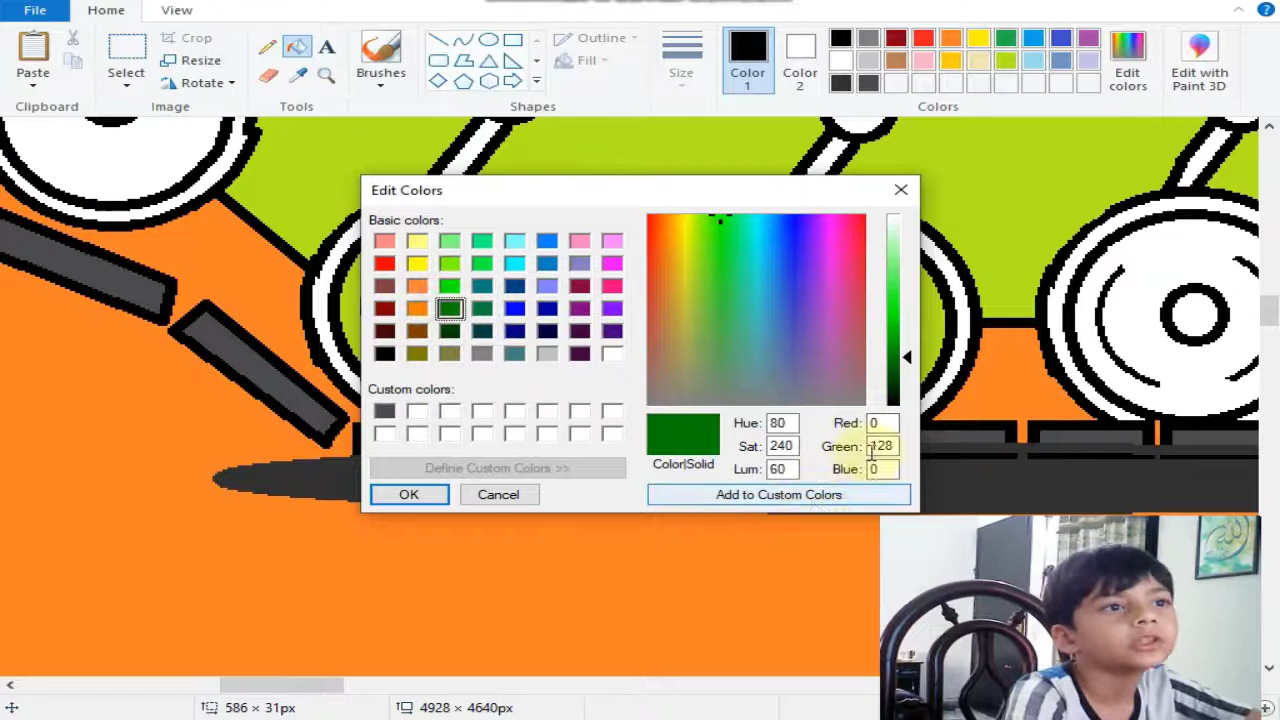 File
Home
View
Paste
Clipboard
Select
Crop
Resize
Rotate
Image
A
Tools
Brushes
Outline
Fill
Shapes
Size
Color
1
Color
2
Edit
colors
Colors
Edit with
Paint 3D
?
Edit Colors
Basic colors:
Custom colors:
Define Custom Colors >>
OK
Cancel
Color|Solid
Hue: 80
Sat: 240
Lum: 60
Red: 0
Green: 128
Blue: 0
Add to Custom Colors
586 × 31px
4928 × 4640px